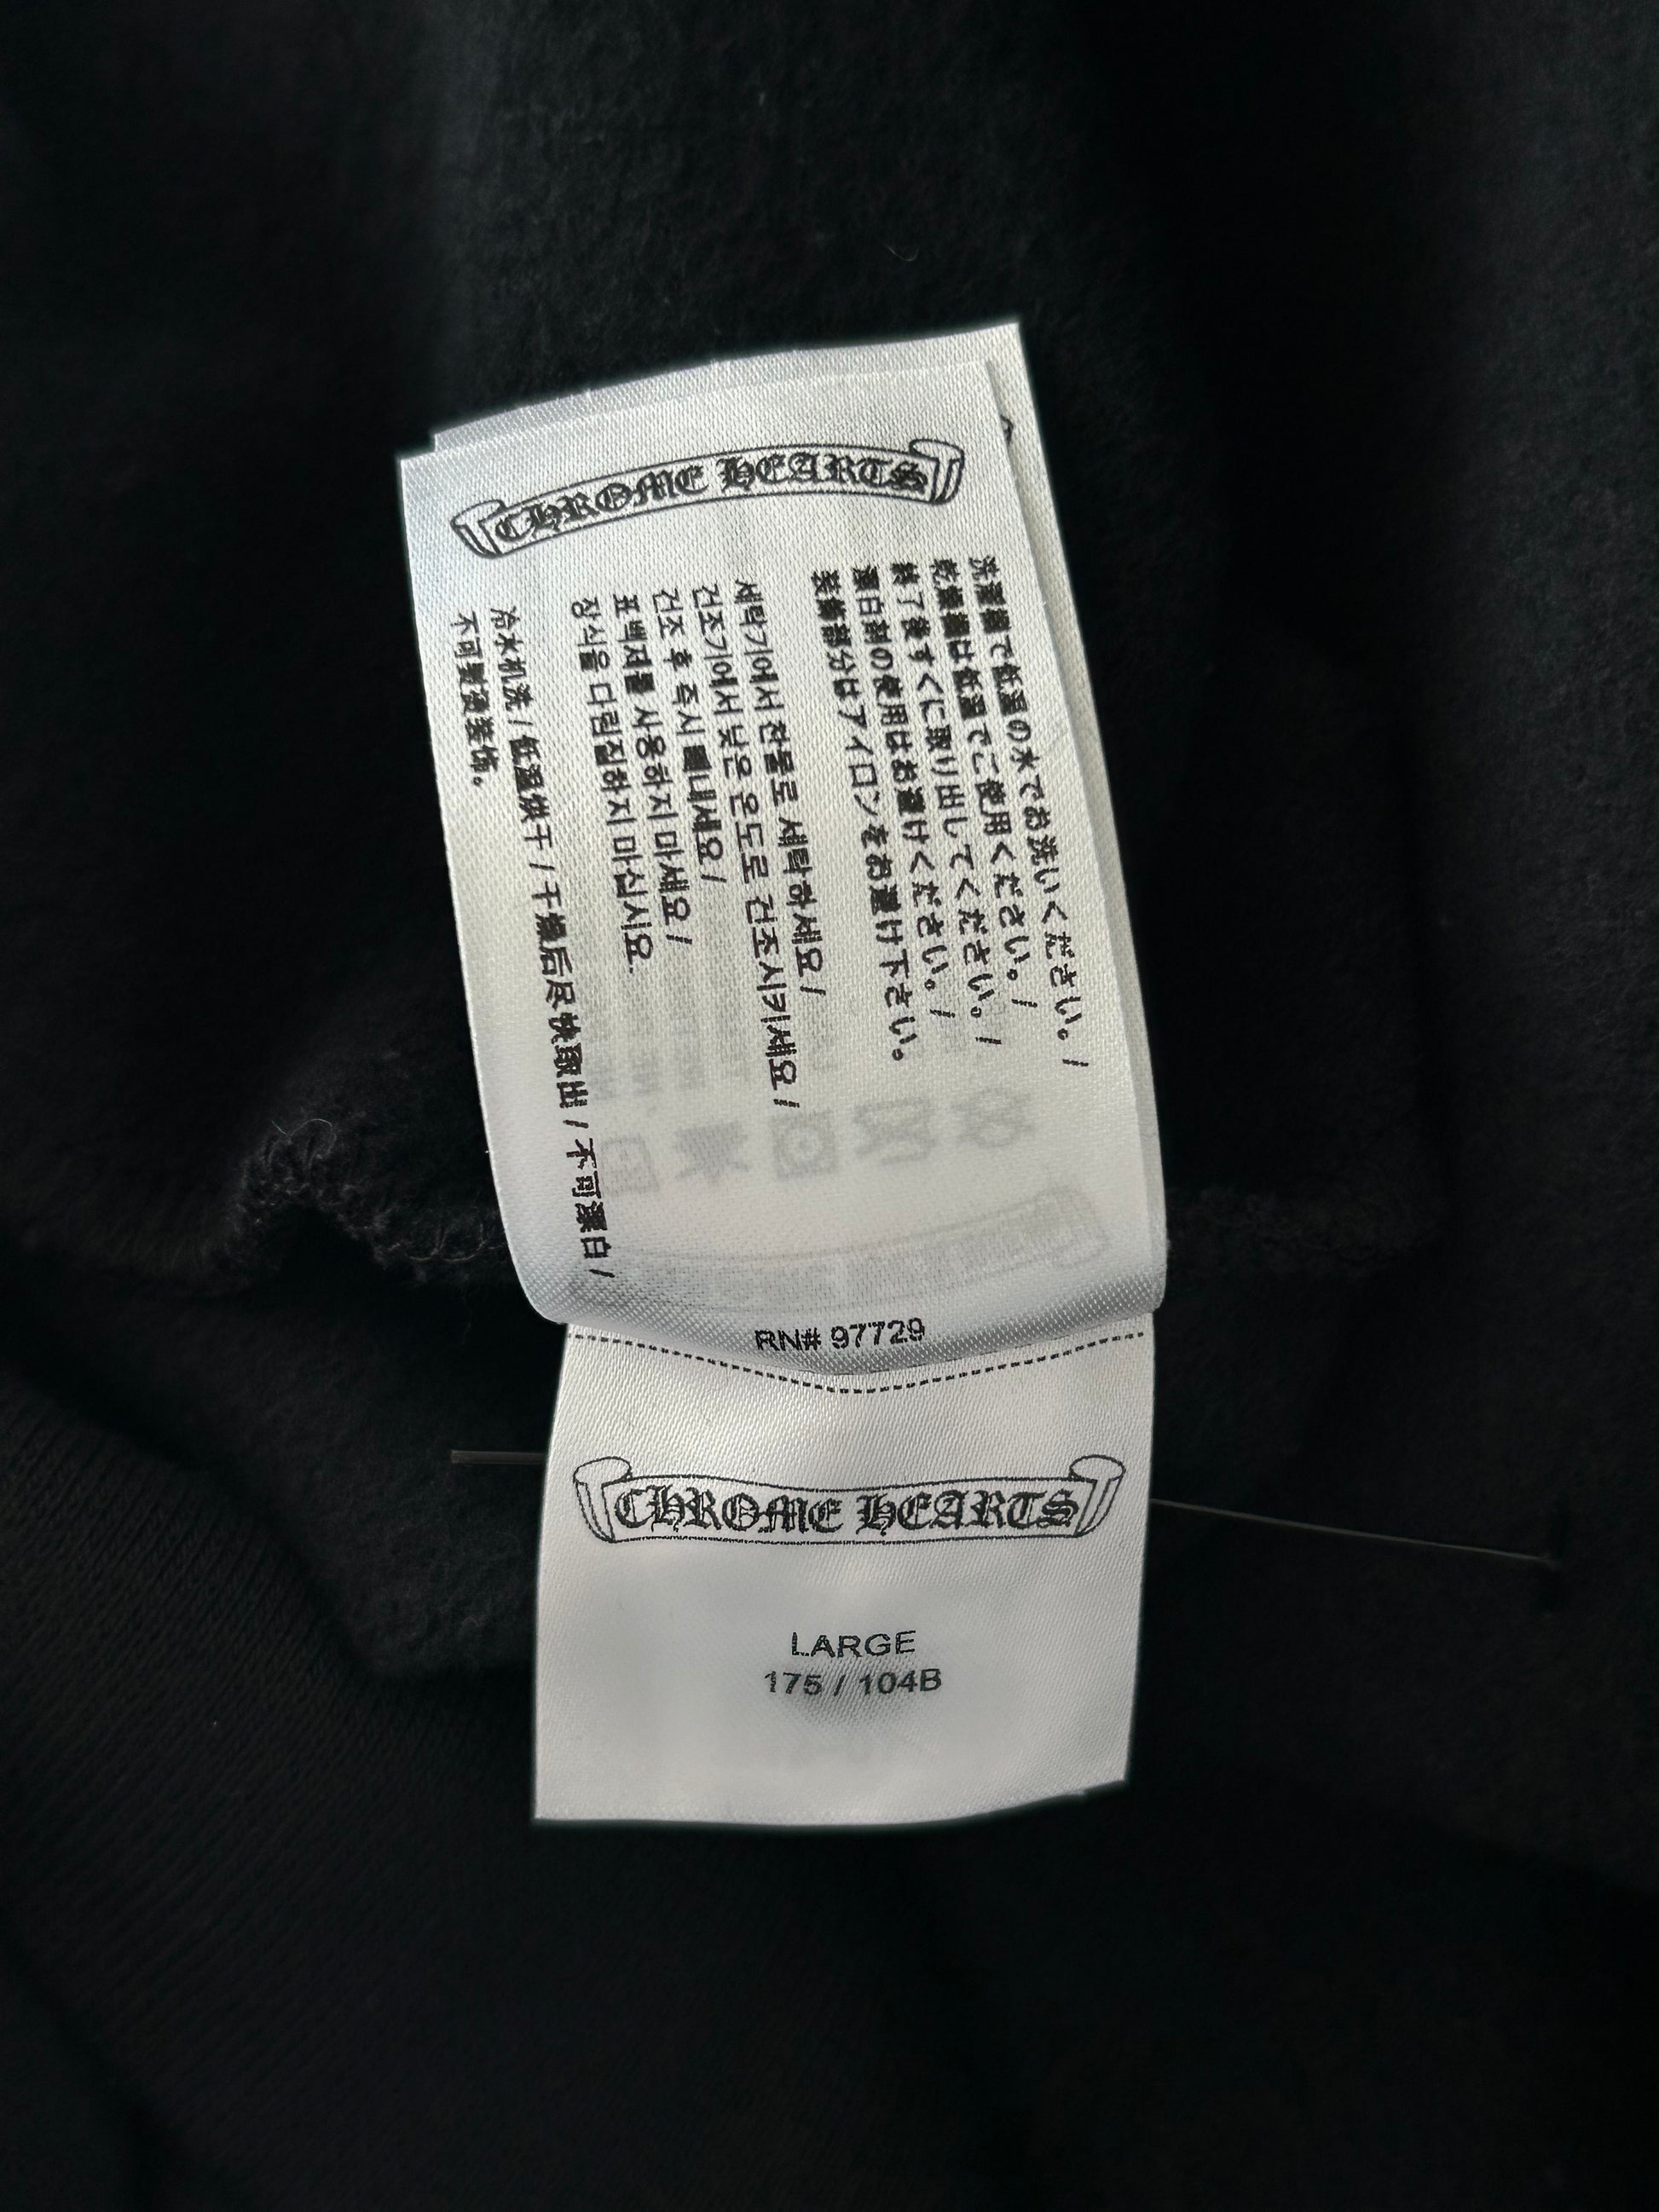 CHROME HEARTS
洗濯機で低温の水でお洗いください。/
乾燥機は低温でご使用ください。/
終了後すぐに取り出してください。/
漂白剤の使用はお避けください。/
装飾部分はアイロンをお避け下さい。
세탁기에서 찬물로 세탁하세요 /
건조기에서 낮은 온도로 건조시키세요 /
건조 후 즉시 빼내세요 /
표백제를 사용하지 마세요 /
장식을 다림질하지 마십시요.
冷水机洗 / 低温烘干 / 干燥后尽快取出 / 不可漂白 /
不可熨烫装饰。
RN# 97729
CHROME HEARTS
LARGE
175 / 104B